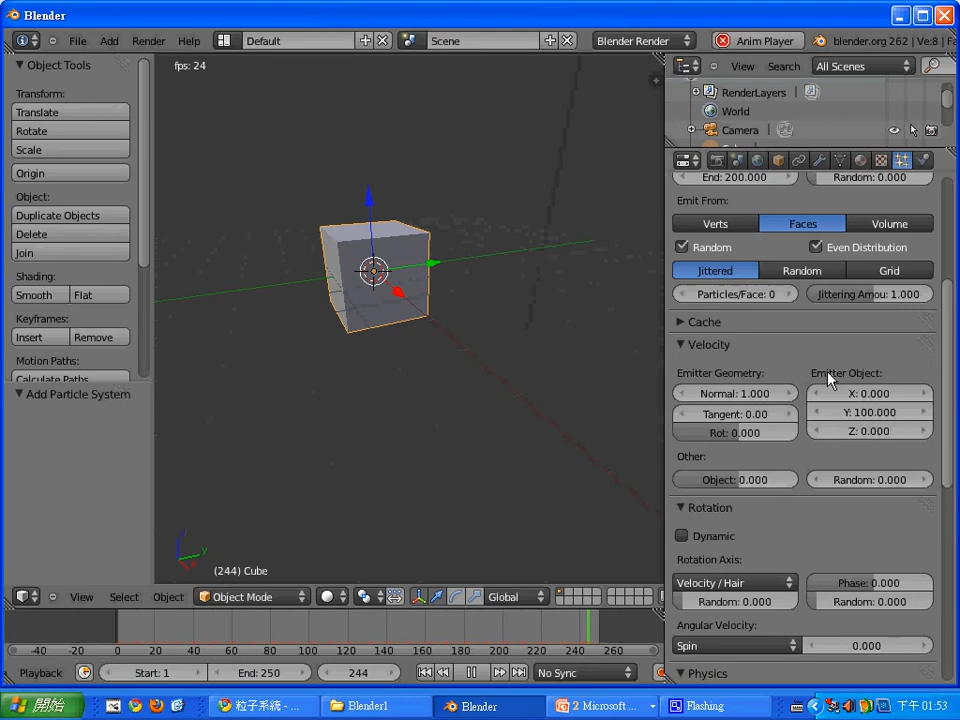 Blender
File Add Render Help Default Scene Blender Render Anim Player blender.org 262 | Ve:8 | Fa
Object Tools
fps: 24
View Search All Scenes
Transform:
Translate
Rotate
Scale
Origin
Object:
Duplicate Objects
Delete
Join
Shading:
Smooth Flat
Keyframes:
Insert Remove
Motion Paths:
Calculate Paths
Add Particle System
RenderLayers
World
Camera
End: 200.000 Random: 0.000
Emit From:
Verts Faces Volume
Random Even Distribution
Jittered Random Grid
Particles/Face: 0 Jittering Amou: 1.000
Cache
Velocity
Emitter Geometry: Emitter Object:
Normal: 1.000 X: 0.000
Tangent: 0.00 Y: 100.000
Rot: 0.000 Z: 0.000
Other:
Object: 0.000 Random: 0.000
Rotation
Dynamic
Rotation Axis:
Velocity / Hair Phase: 0.000
Random: 0.000 Random: 0.000
Angular Velocity:
Spin 0.000
Physics
y
(244) Cube
View Select Object Object Mode Global
-40 -20 0 20 40 60 80 100 120 140 160 180 200 220 240 260
Playback Start: 1 End: 250 244 No Sync
開始 粒子系統 - ... Blender1 Blender 2 Microsoft ... Flashing 下午 01:53